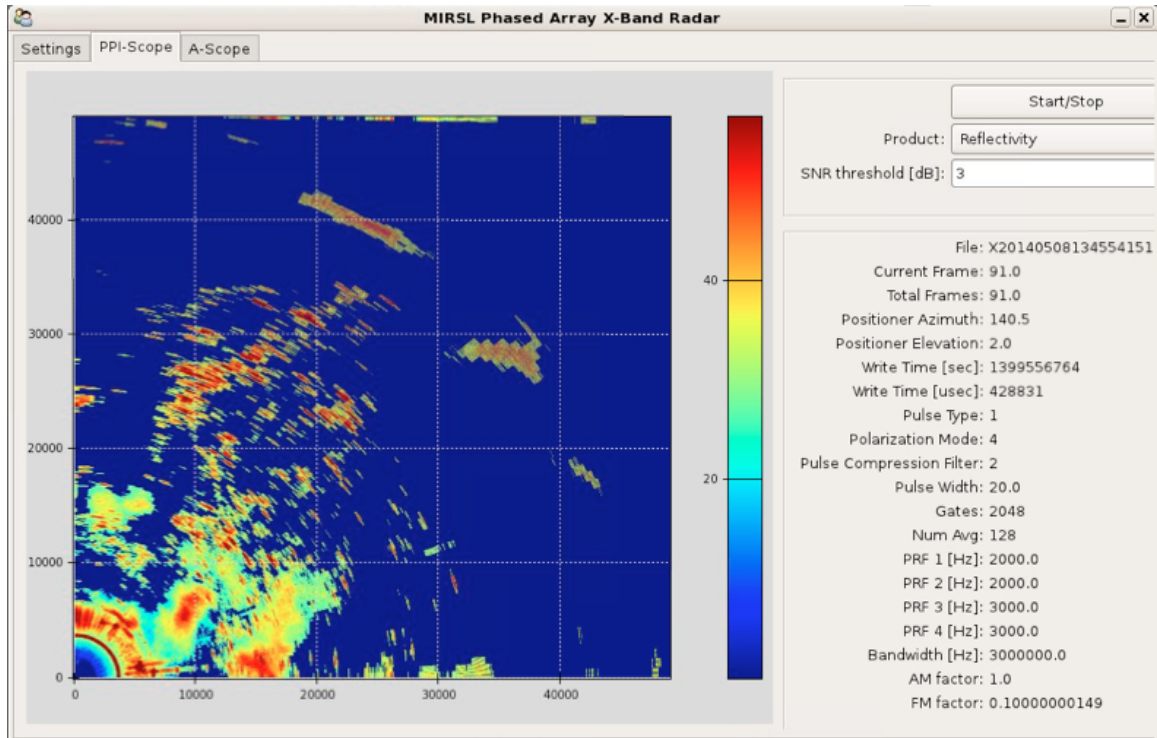 MIRSL Phased Array X-Band Radar
Settings PPI-Scope A-Scope
Start/Stop
Product: Reflectivity
SNR threshold [dB]: 3
40000
30000
20000
10000
0
0 10000 20000 30000 40000
40
20
File: X20140508134554151
Current Frame: 91.0
Total Frames: 91.0
Positioner Azimuth: 140.5
Positioner Elevation: 2.0
Write Time [sec]: 1399556764
Write Time [usec]: 428831
Pulse Type: 1
Polarization Mode: 4
Pulse Compression Filter: 2
Pulse Width: 20.0
Gates: 2048
Num Avg: 128
PRF 1 [Hz]: 2000.0
PRF 2 [Hz]: 2000.0
PRF 3 [Hz]: 3000.0
PRF 4 [Hz]: 3000.0
Bandwidth [Hz]: 3000000.0
AM factor: 1.0
FM factor: 0.10000000149